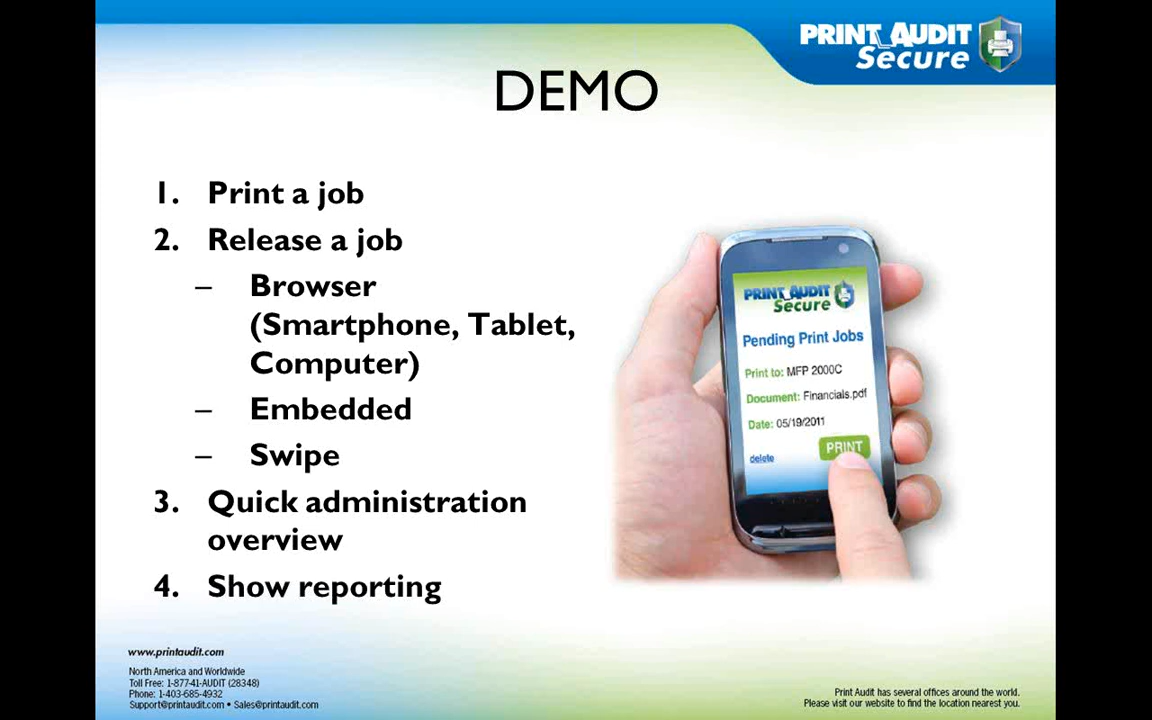 PRINT AUDIT
Secure
DEMO
1. Print a job
2. Release a job
– Browser
(Smartphone, Tablet,
Computer)
– Embedded
– Swipe
3. Quick administration
overview
4. Show reporting
PRINT AUDIT
Secure
Pending Print Jobs
Print to: MFP 2000C
Document: Financials.pdf
Date: 05/19/2011
PRINT
delete
www.printaudit.com
North America and Worldwide
Toll Free: 1-877-41-AUDIT (28348)
Phone: 1-403-685-4932
Support@printaudit.com • Sales@printaudit.com
Print Audit has several offices around the world.
Please visit our website to find the location nearest you.